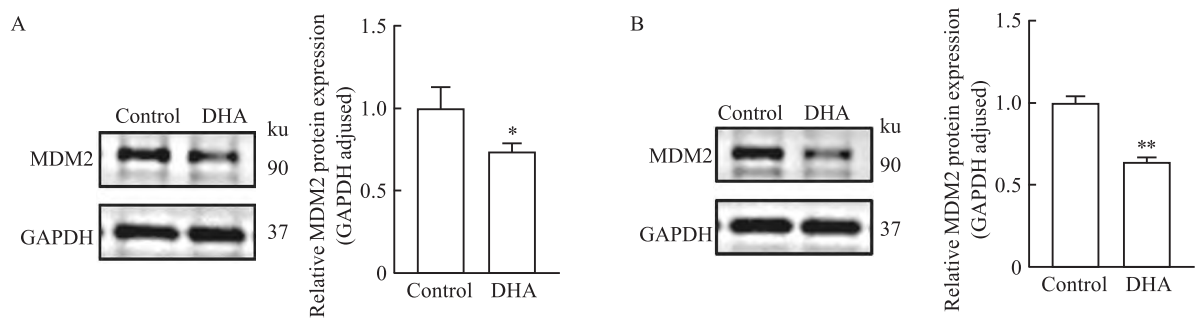 A
Control DHA
ku
MDM2
90
GAPDH
37
Relative MDM2 protein expression
(GAPDH adjused)
1.5
1.0
0.5
0
*
Control DHA
B
Control DHA
ku
MDM2
90
GAPDH
37
Relative MDM2 protein expression
(GAPDH adjused)
1.5
1.0
0.5
0
**
Control DHA